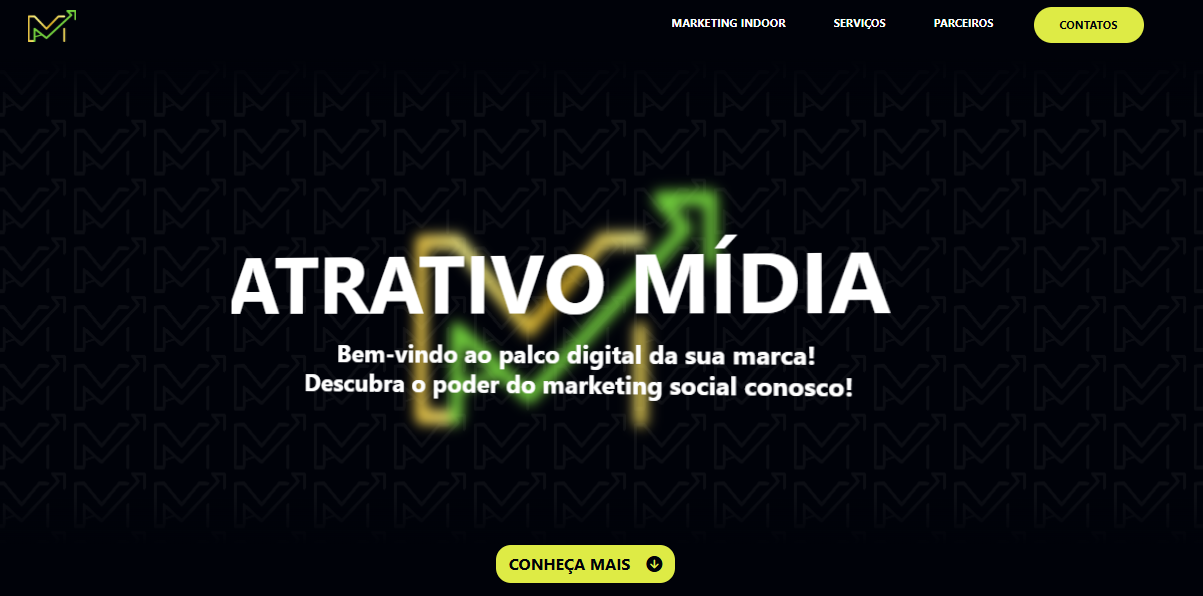 MARKETING INDOOR
SERVIÇOS
PARCEIROS
CONTATOS
ATRATIVO MÍDIA
Bem-vindo ao palco digital da sua marca!
Descubra o poder do marketing social conosco!
CONHEÇA MAIS